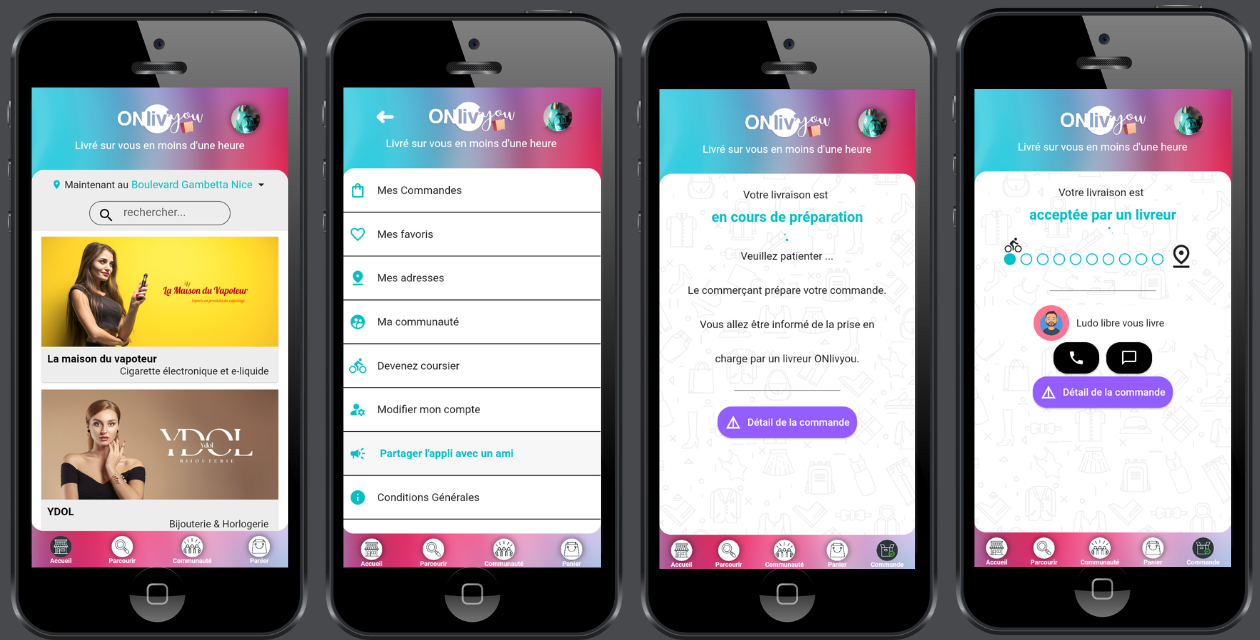 ONlivyou
Livré sur vous en moins d'une heure
Maintenant au Boulevard Gambetta Nice
rechercher...
La Maison du Vapoteur
La maison du vapoteur
Cigarette électronique et e-liquide
YDOL
Ydol
BIJOUTERIE
YDOL
Bijouterie & Horlogerie
Accueil
Parcourir
Communauté
Panier
ONlivyou
Livré sur vous en moins d'une heure
Mes Commandes
Mes favoris
Mes adresses
Ma communauté
Devenez coursier
Modifier mon compte
Partager l'appli avec un ami
Conditions Générales
Accueil
Parcourir
Communauté
Panier
ONlivyou
Livré sur vous en moins d'une heure
Votre livraison est
en cours de préparation
Veuillez patienter ...
Le commerçant prépare votre commande.
Vous allez être informé de la prise en
charge par un livreur ONlivyou.
Détail de la commande
Accueil
Parcourir
Communauté
Panier
Commande
ONlivyou
Livré sur vous en moins d'une heure
Votre livraison est
acceptée par un livreur
Ludo libre vous livre
Détail de la commande
Accueil
Parcourir
Communauté
Panier
Commande